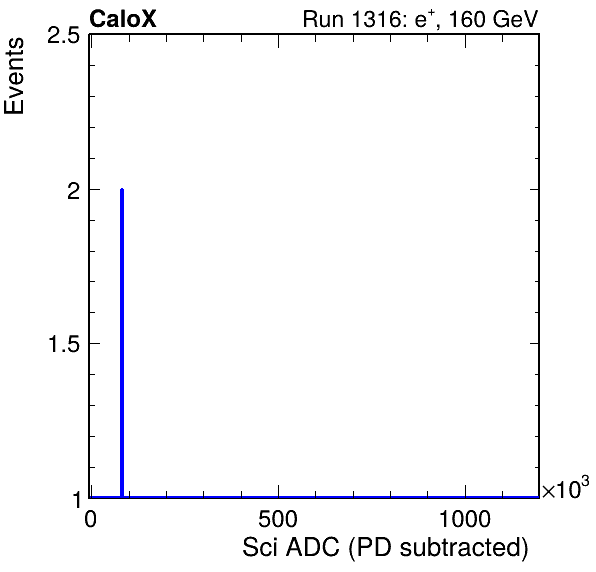 CaloX Run 1316: e⁺, 160 GeV
Events
2.5
2
1.5
1
0 500 1000 ×10³
Sci ADC (PD subtracted)